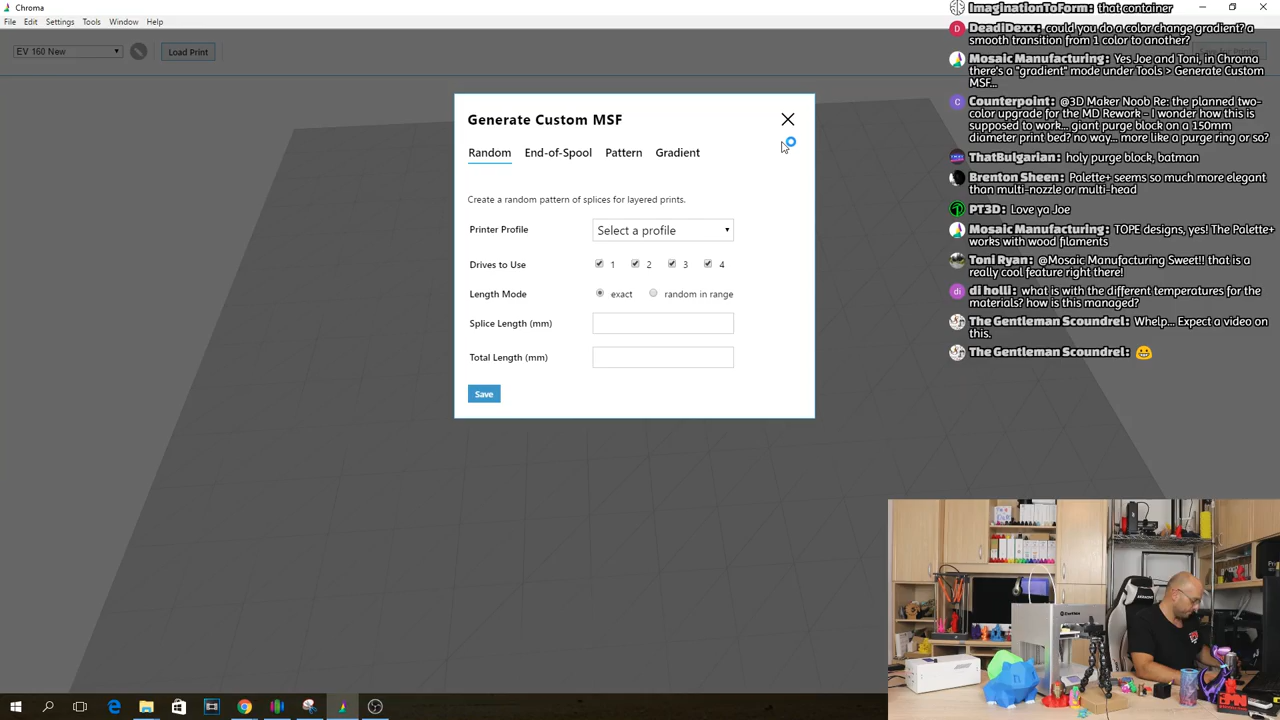 Chroma
File Edit Settings Tools Window Help
EV 160 New
Load Print
Generate Custom MSF
Random End-of-Spool Pattern Gradient
Create a random pattern of splices for layered prints.
Printer Profile Select a profile
Drives to Use 1 2 3 4
Length Mode exact random in range
Splice Length (mm)
Total Length (mm)
Save
ImaginationToForm: that container
DeadlDexx: could you do a color change gradient? a
smooth transition from 1 color to another?
Mosaic Manufacturing: Yes Joe and Toni, in Chroma
there's a "gradient" mode under Tools > Generate Custom
MSF...
Counterpoint: @3D Maker Noob Re: the planned two-
color upgrade for the MD Rework - I wonder how this is
supposed to work... giant purge block on a 150mm
diameter print bed? no way... more like a purge ring or so?
ThatBulgarian: holy purge block, batman
Brenton Sheen: Palette+ seems so much more elegant
than multi-nozzle or multi-head
PT3D: Love ya Joe
Mosaic Manufacturing: TOPE designs, yes! The Palette+
works with wood filaments
Toni Ryan: @Mosaic Manufacturing Sweet!! that is a
really cool feature right there!
di holli: what is with the different temperatures for the
materials? how is this managed?
The Gentleman Scoundrel: Whelp... Expect a video on
this.
The Gentleman Scoundrel: